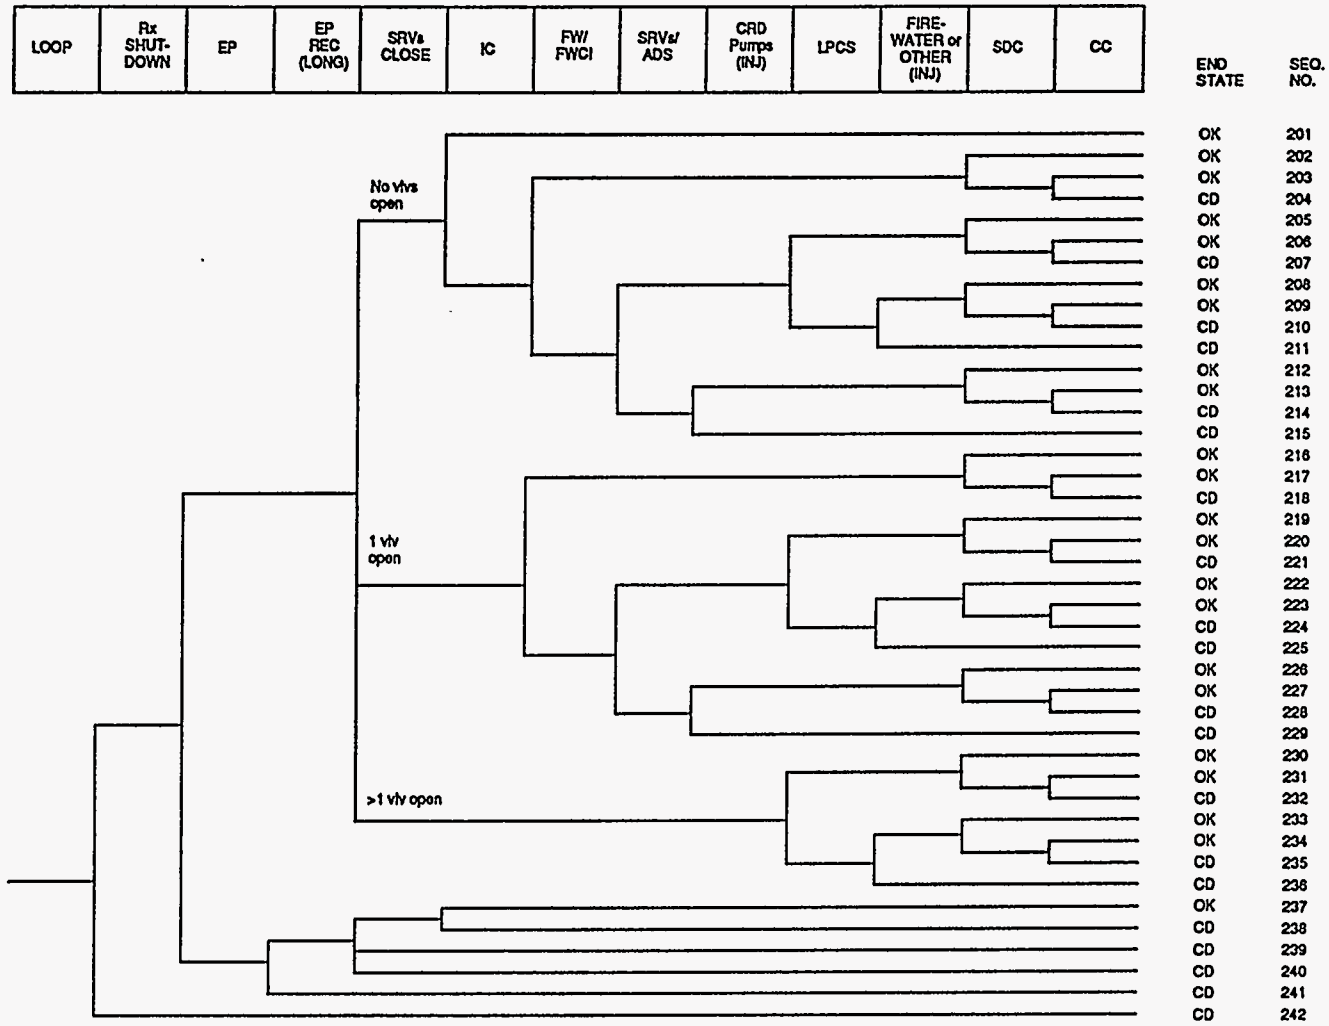 LOOP
Rx
SHUT-
DOWN
EP
EP
REC
(LONG)
SRVs
CLOSE
IC
FW/
FWCI
SRVs/
ADS
CRD
Pumps
(INJ)
LPCS
FIRE-
WATER or
OTHER
(INJ)
SDC
CC
END
STATE
SEQ.
NO.
No vlvs
open
1 vlv
open
>1 vlv open
OK 201
OK 202
OK 203
CD 204
OK 205
OK 206
CD 207
OK 208
OK 209
CD 210
CD 211
OK 212
OK 213
CD 214
CD 215
OK 216
OK 217
CD 218
OK 219
OK 220
CD 221
OK 222
OK 223
CD 224
CD 225
OK 226
OK 227
CD 228
CD 229
OK 230
OK 231
CD 232
OK 233
OK 234
CD 235
CD 236
OK 237
CD 238
CD 239
CD 240
CD 241
CD 242